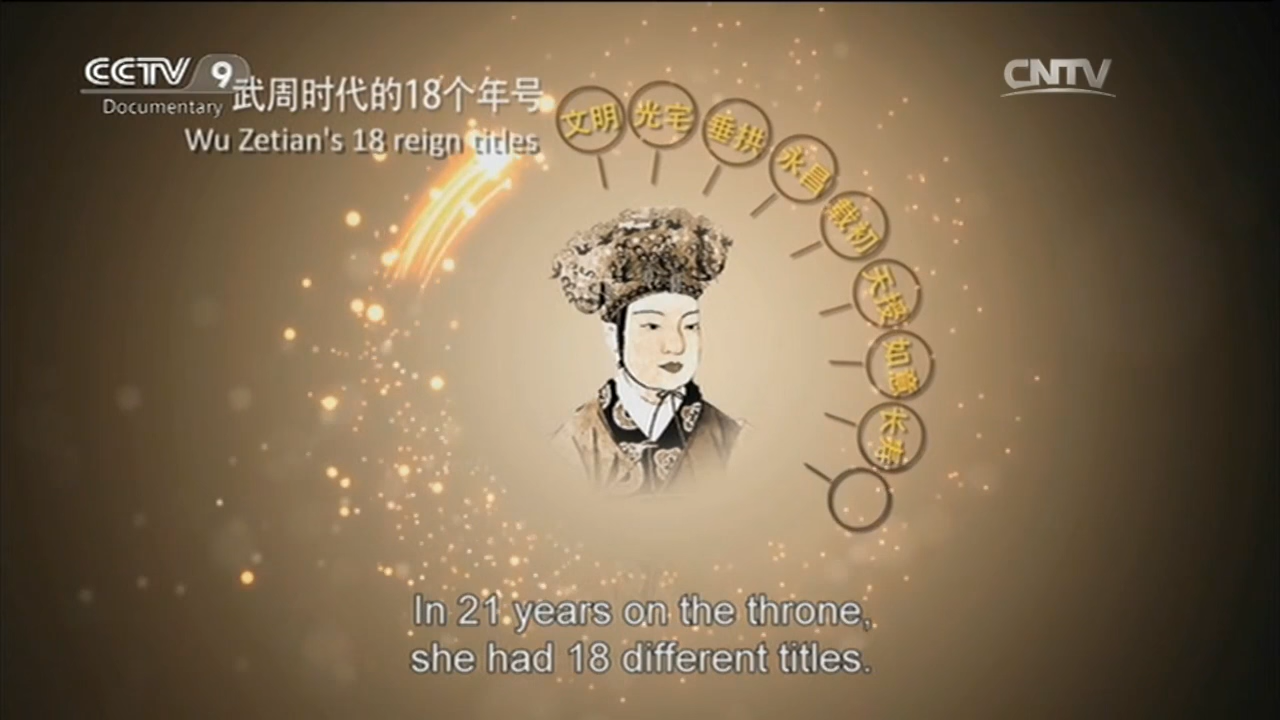 CCTV 9
Documentary
CNTV
武周时代的18个年号
Wu Zetian's 18 reign titles
文明
光宅
垂拱
永昌
载初
天授
如意
长寿
In 21 years on the throne,
she had 18 different titles.